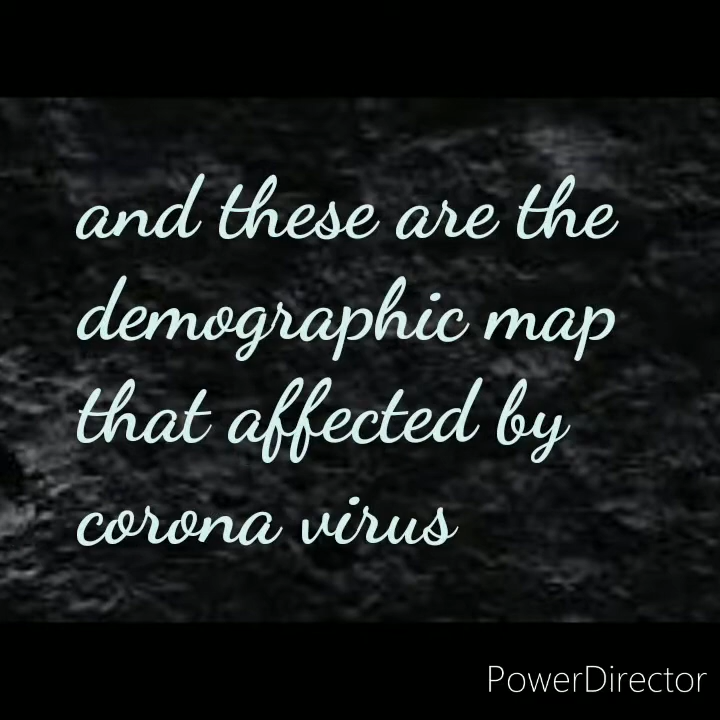 and these are the
demographic map
that affected by
corona virus
PowerDirector